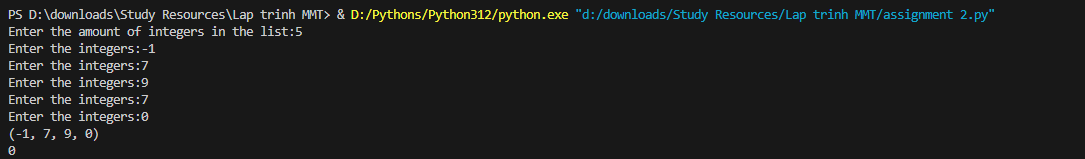 PS D:\downloads\Study Resources\Lap trinh MMT> & D:/Pythons/Python312/python.exe "d:/downloads/Study Resources/Lap trinh MMT/assignment 2.py"
Enter the amount of integers in the list:5
Enter the integers:-1
Enter the integers:7
Enter the integers:9
Enter the integers:7
Enter the integers:0
(-1, 7, 9, 0)
0